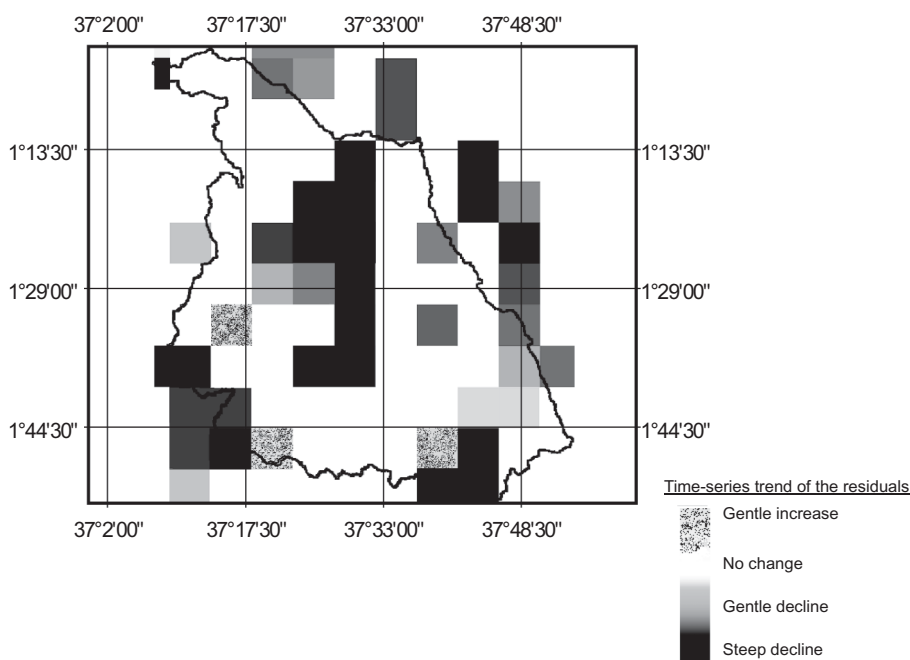 37°2'00" 37°17'30" 37°33'00" 37°48'30"
1°13'30" 1°13'30"
1°29'00" 1°29'00"
1°44'30" 1°44'30"
37°2'00" 37°17'30" 37°33'00" 37°48'30"
Time-series trend of the residuals
Gentle increase
No change
Gentle decline
Steep decline